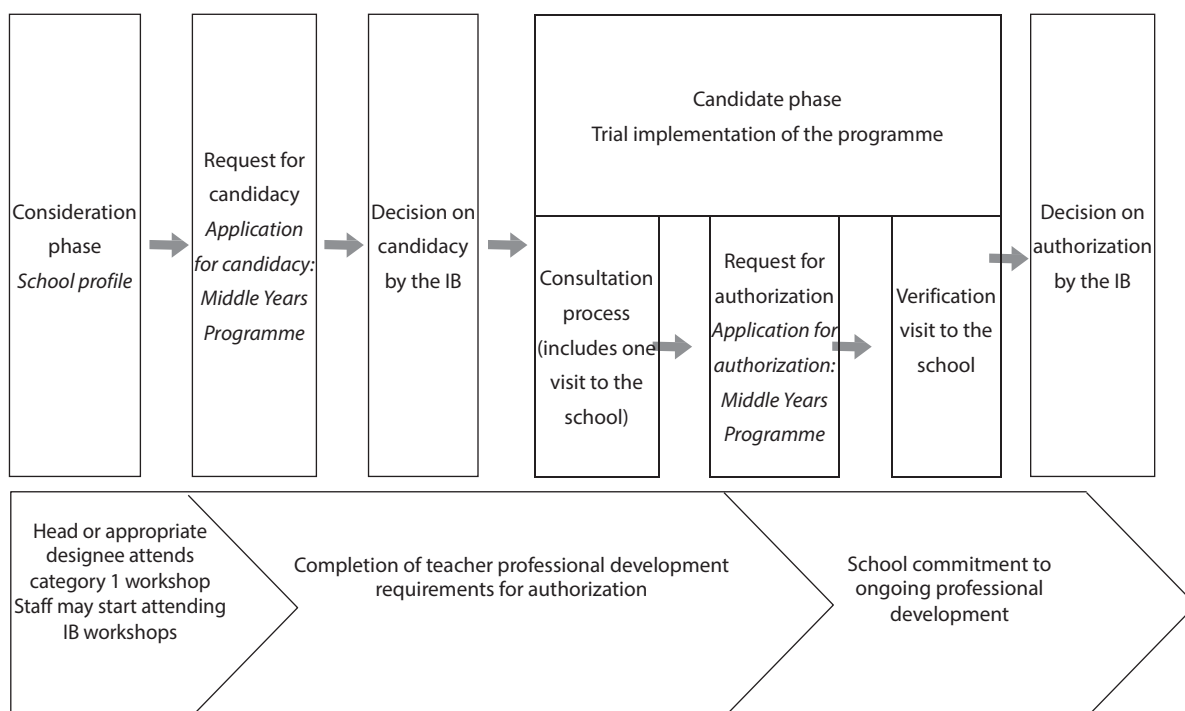 Consideration
phase
School profile
Request for
candidacy
Application
for candidacy:
Middle Years
Programme
Decision on
candidacy
by the IB
Candidate phase
Trial implementation of the programme
Consultation
process
(includes one
visit to the
school)
Request for
authorization
Application for
authorization:
Middle Years
Programme
Verification
visit to the
school
Decision on
authorization
by the IB
Head or appropriate
designee attends
category 1 workshop
Staff may start attending
IB workshops
Completion of teacher professional development
requirements for authorization
School commitment to
ongoing professional
development